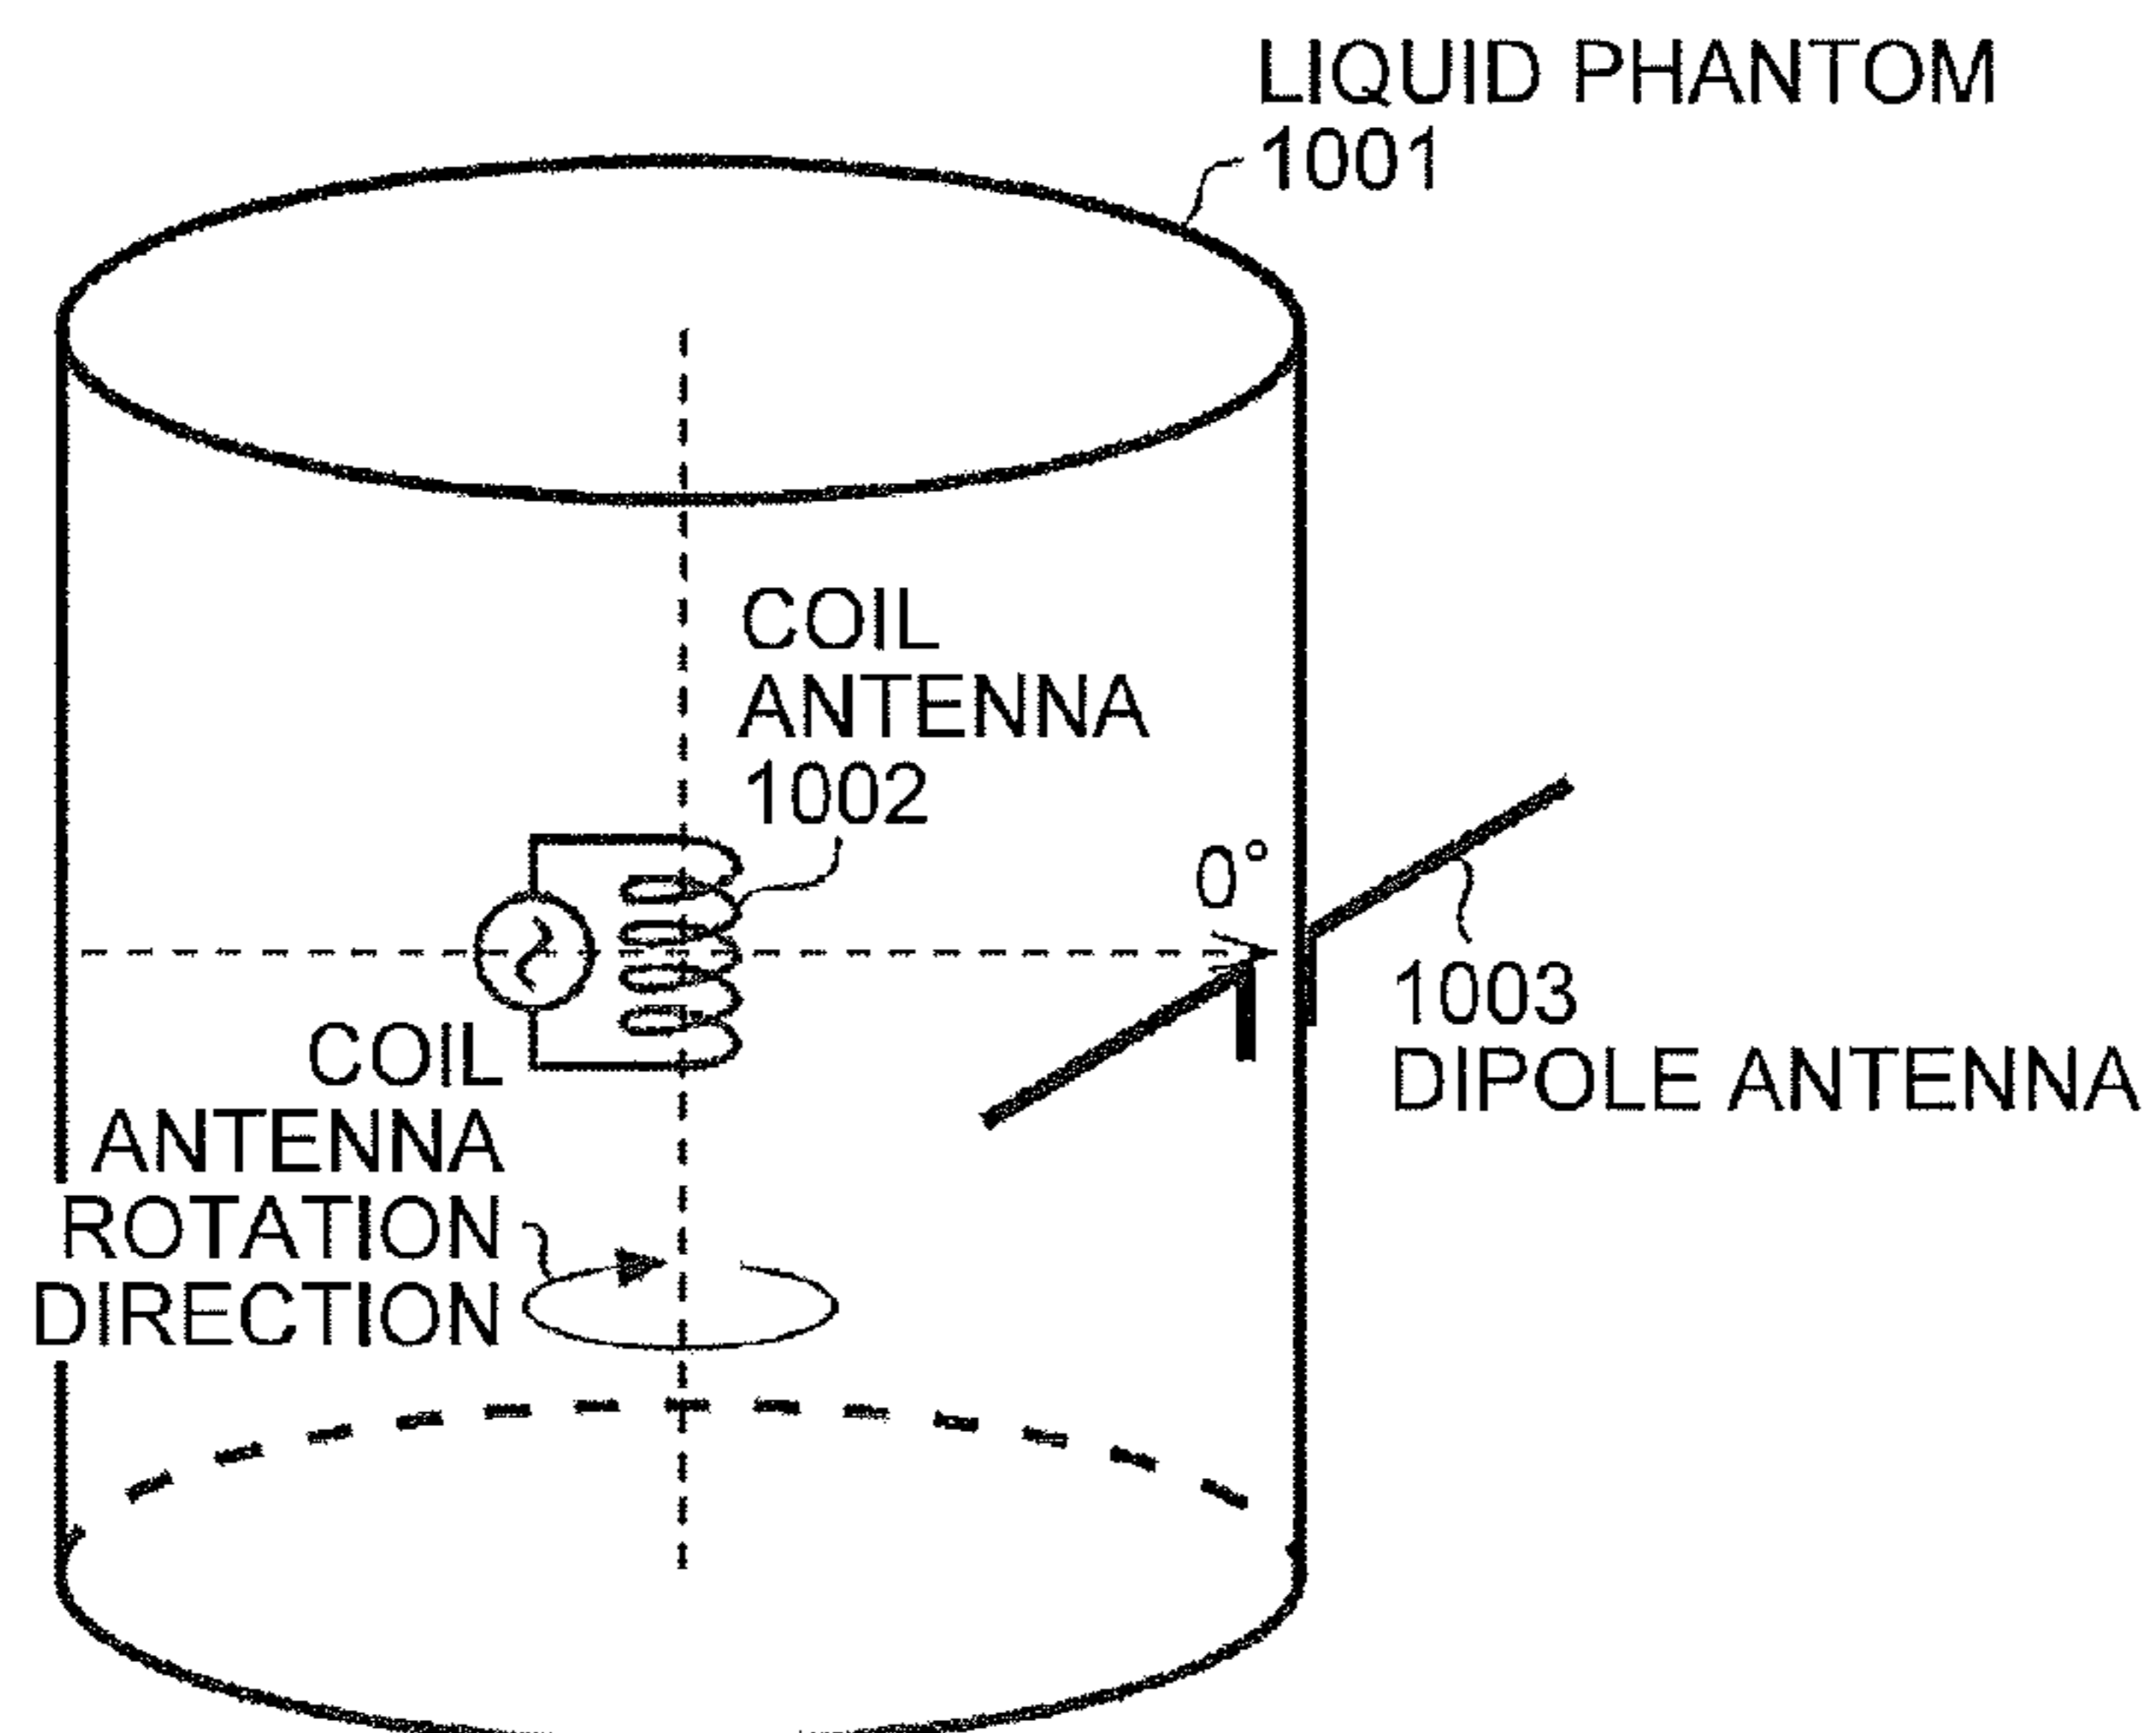 LIQUID PHANTOM
1001
COIL
ANTENNA
1002
0°
1003
DIPOLE ANTENNA
COIL
ANTENNA
ROTATION
DIRECTION